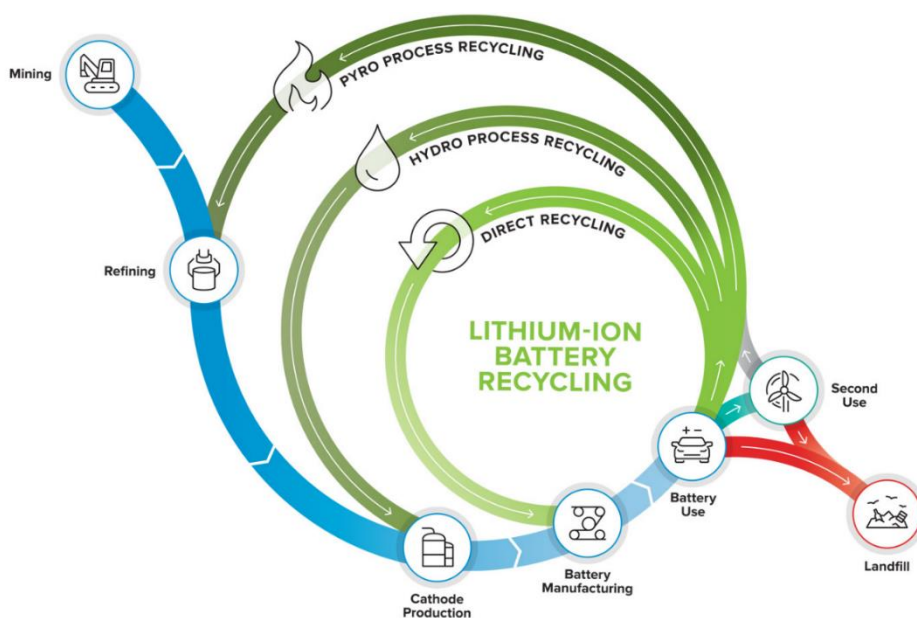 Mining
PYRO PROCESS RECYCLING
HYDRO PROCESS RECYCLING
DIRECT RECYCLING
Refining
LITHIUM-ION
BATTERY
RECYCLING
Second
Use
+ -
Battery
Use
Landfill
Battery
Manufacturing
Cathode
Production